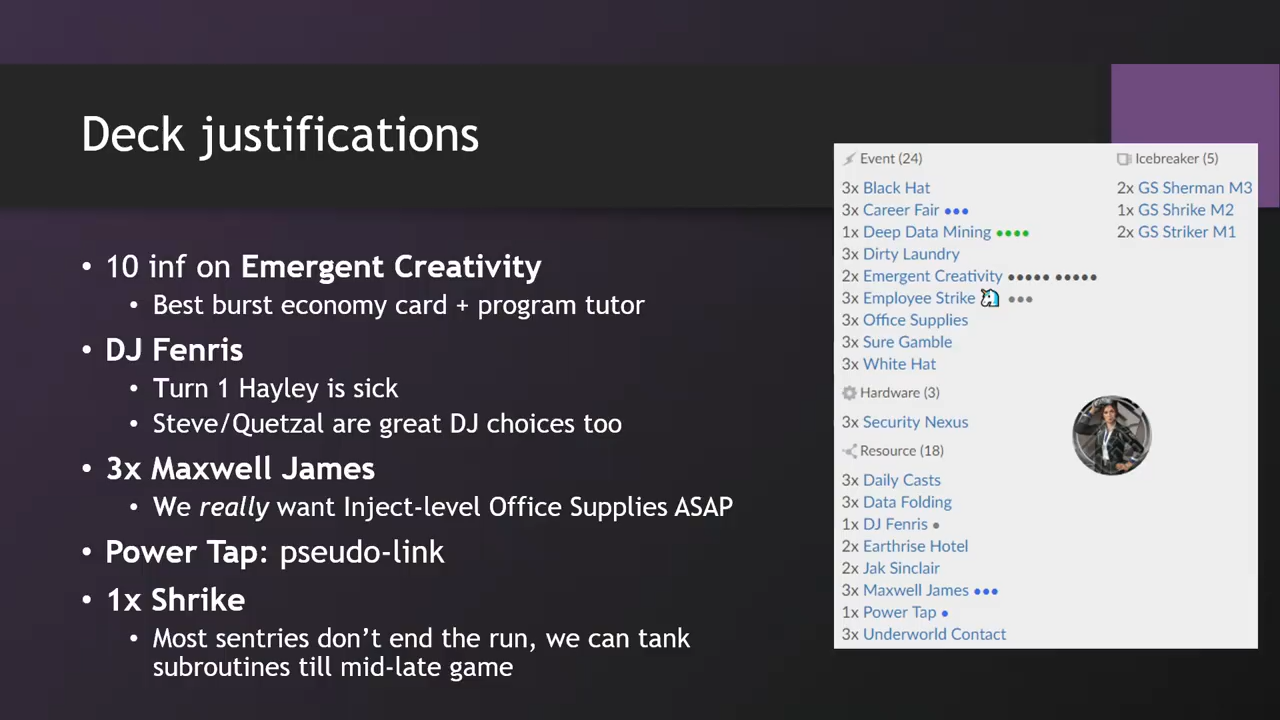 Deck justifications
• 10 inf on Emergent Creativity
• Best burst economy card + program tutor
• DJ Fenris
• Turn 1 Hayley is sick
• Steve/Quetzal are great DJ choices too
• 3x Maxwell James
• We really want Inject-level Office Supplies ASAP
• Power Tap: pseudo-link
• 1x Shrike
• Most sentries don't end the run, we can tank
subroutines till mid-late game
Event (24)
3x Black Hat
3x Career Fair •••
1x Deep Data Mining ••••
3x Dirty Laundry
2x Emergent Creativity ••••• •••••
3x Employee Strike 🦄 •••
3x Office Supplies
3x Sure Gamble
3x White Hat
Hardware (3)
3x Security Nexus
Resource (18)
3x Daily Casts
3x Data Folding
1x DJ Fenris •
2x Earthrise Hotel
2x Jak Sinclair
3x Maxwell James •••
1x Power Tap •
3x Underworld Contact
Icebreaker (5)
2x GS Sherman M3
1x GS Shrike M2
2x GS Striker M1